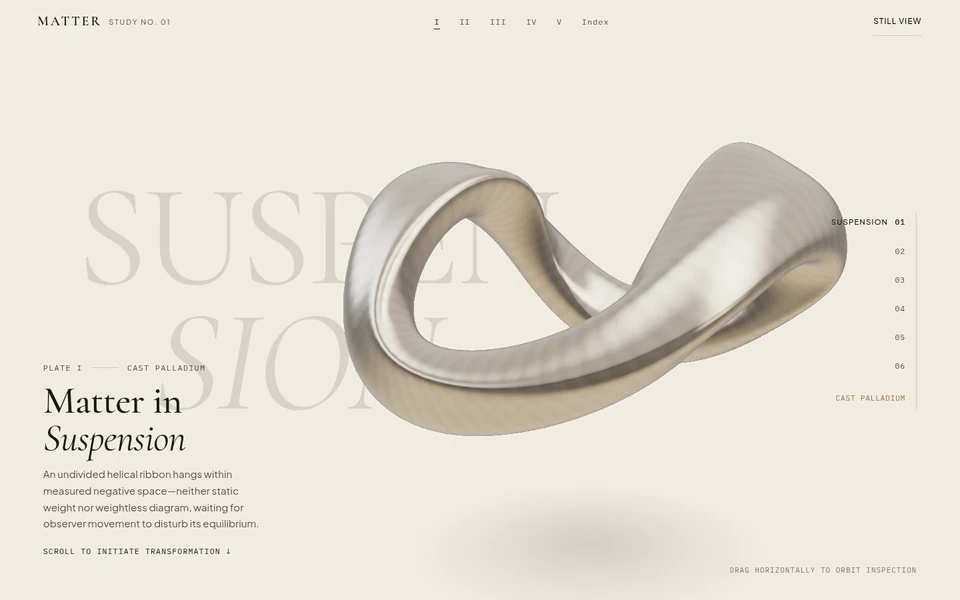 MATTER STUDY NO. 01
I II III IV V Index
STILL VIEW
SUSPEN
SION
SUSPENSION 01
02
03
04
05
06
CAST PALLADIUM
PLATE I CAST PALLADIUM
Matter in
Suspension
An undivided helical ribbon hangs within
measured negative space—neither static
weight nor weightless diagram, waiting for
observer movement to disturb its equilibrium.
SCROLL TO INITIATE TRANSFORMATION ↓
DRAG HORIZONTALLY TO ORBIT INSPECTION